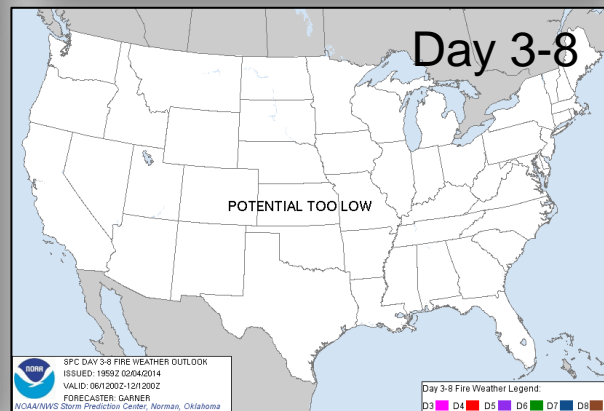 Day 3-8
POTENTIAL TOO LOW
NOAA
SPC DAY 3-8 FIRE WEATHER OUTLOOK
ISSUED: 1959Z 02/04/2014
VALID: 06/1200Z-12/1200Z
FORECASTER: GARNER
NOAA/NWS Storm Prediction Center, Norman, Oklahoma
Day 3-8 Fire Weather Legend:
D3 D4 D5 D6 D7 D8